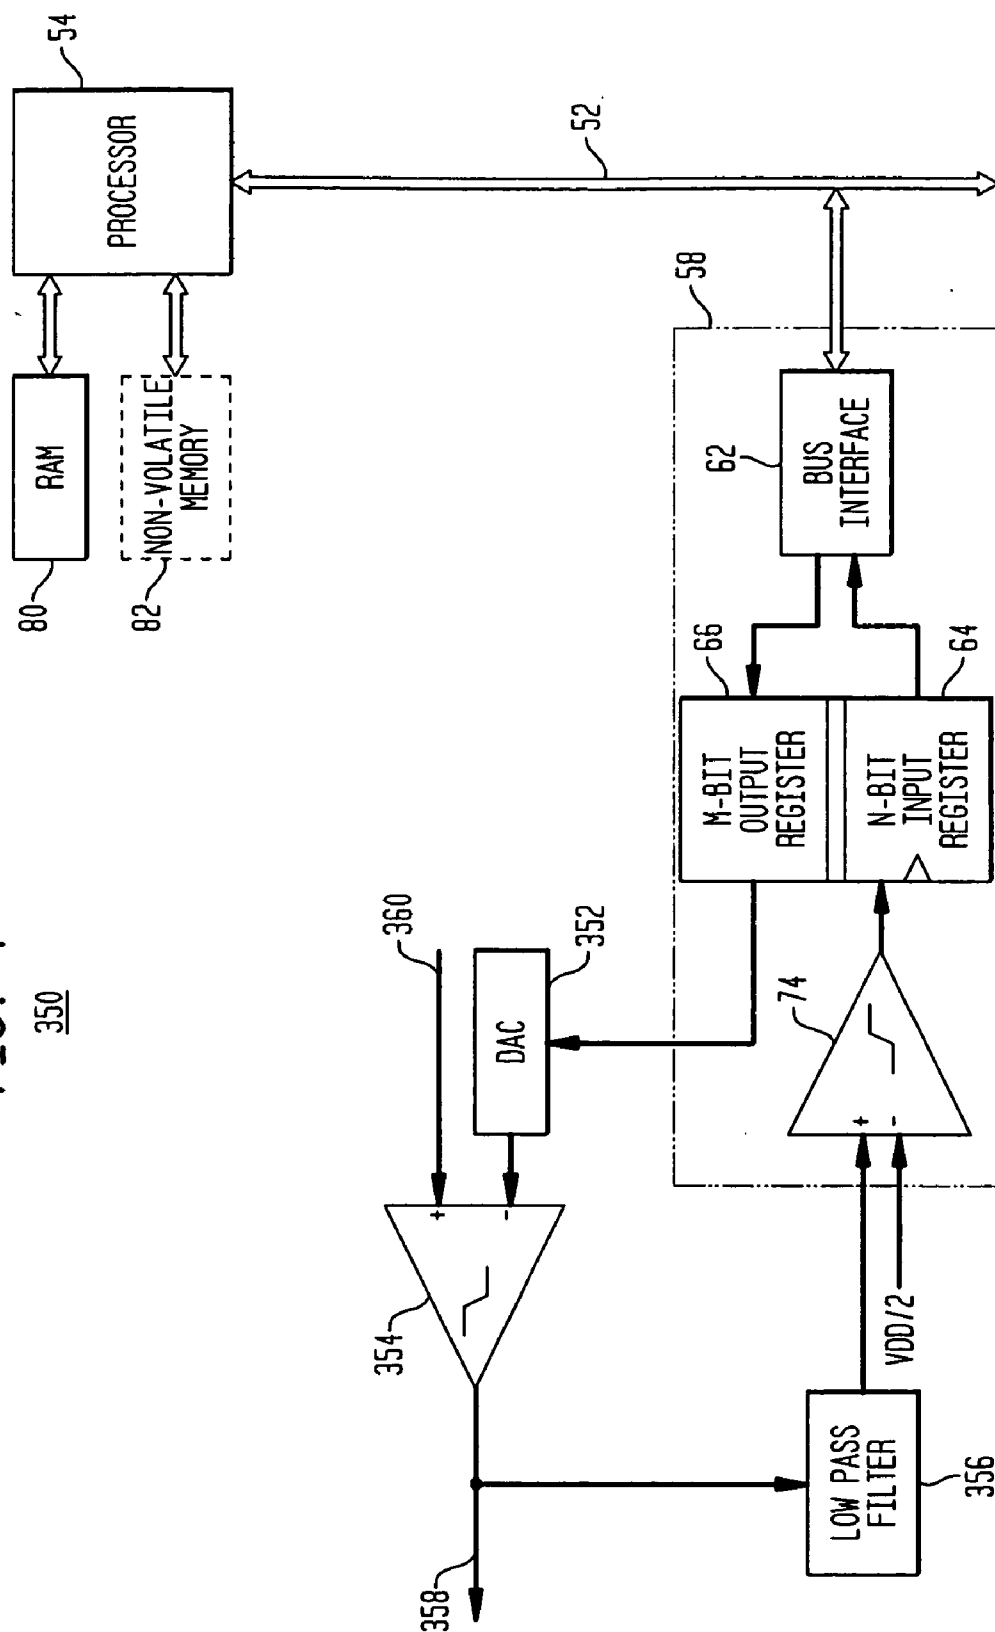 350
PROCESSOR
54
RAM
80
NON-VOLATILE
MEMORY
82
52
58
BUS
INTERFACE
62
M-BIT
OUTPUT
REGISTER
66
N-BIT
INPUT
REGISTER
64
360
DAC
352
+
-
354
358
74
+
-
VDD/2
LOW PASS
FILTER
356